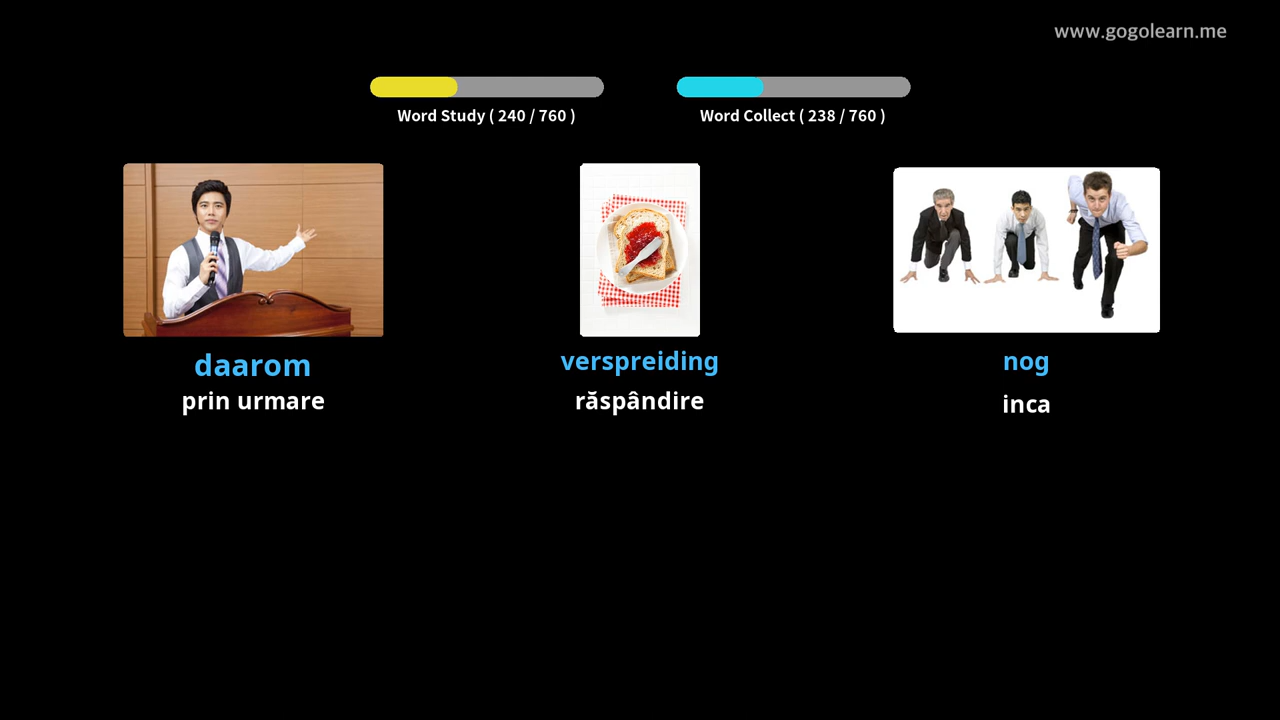 www.gogolearn.me
Word Study ( 240 / 760 )
Word Collect ( 238 / 760 )
daarom
prin urmare
verspreiding
răspândire
nog
inca